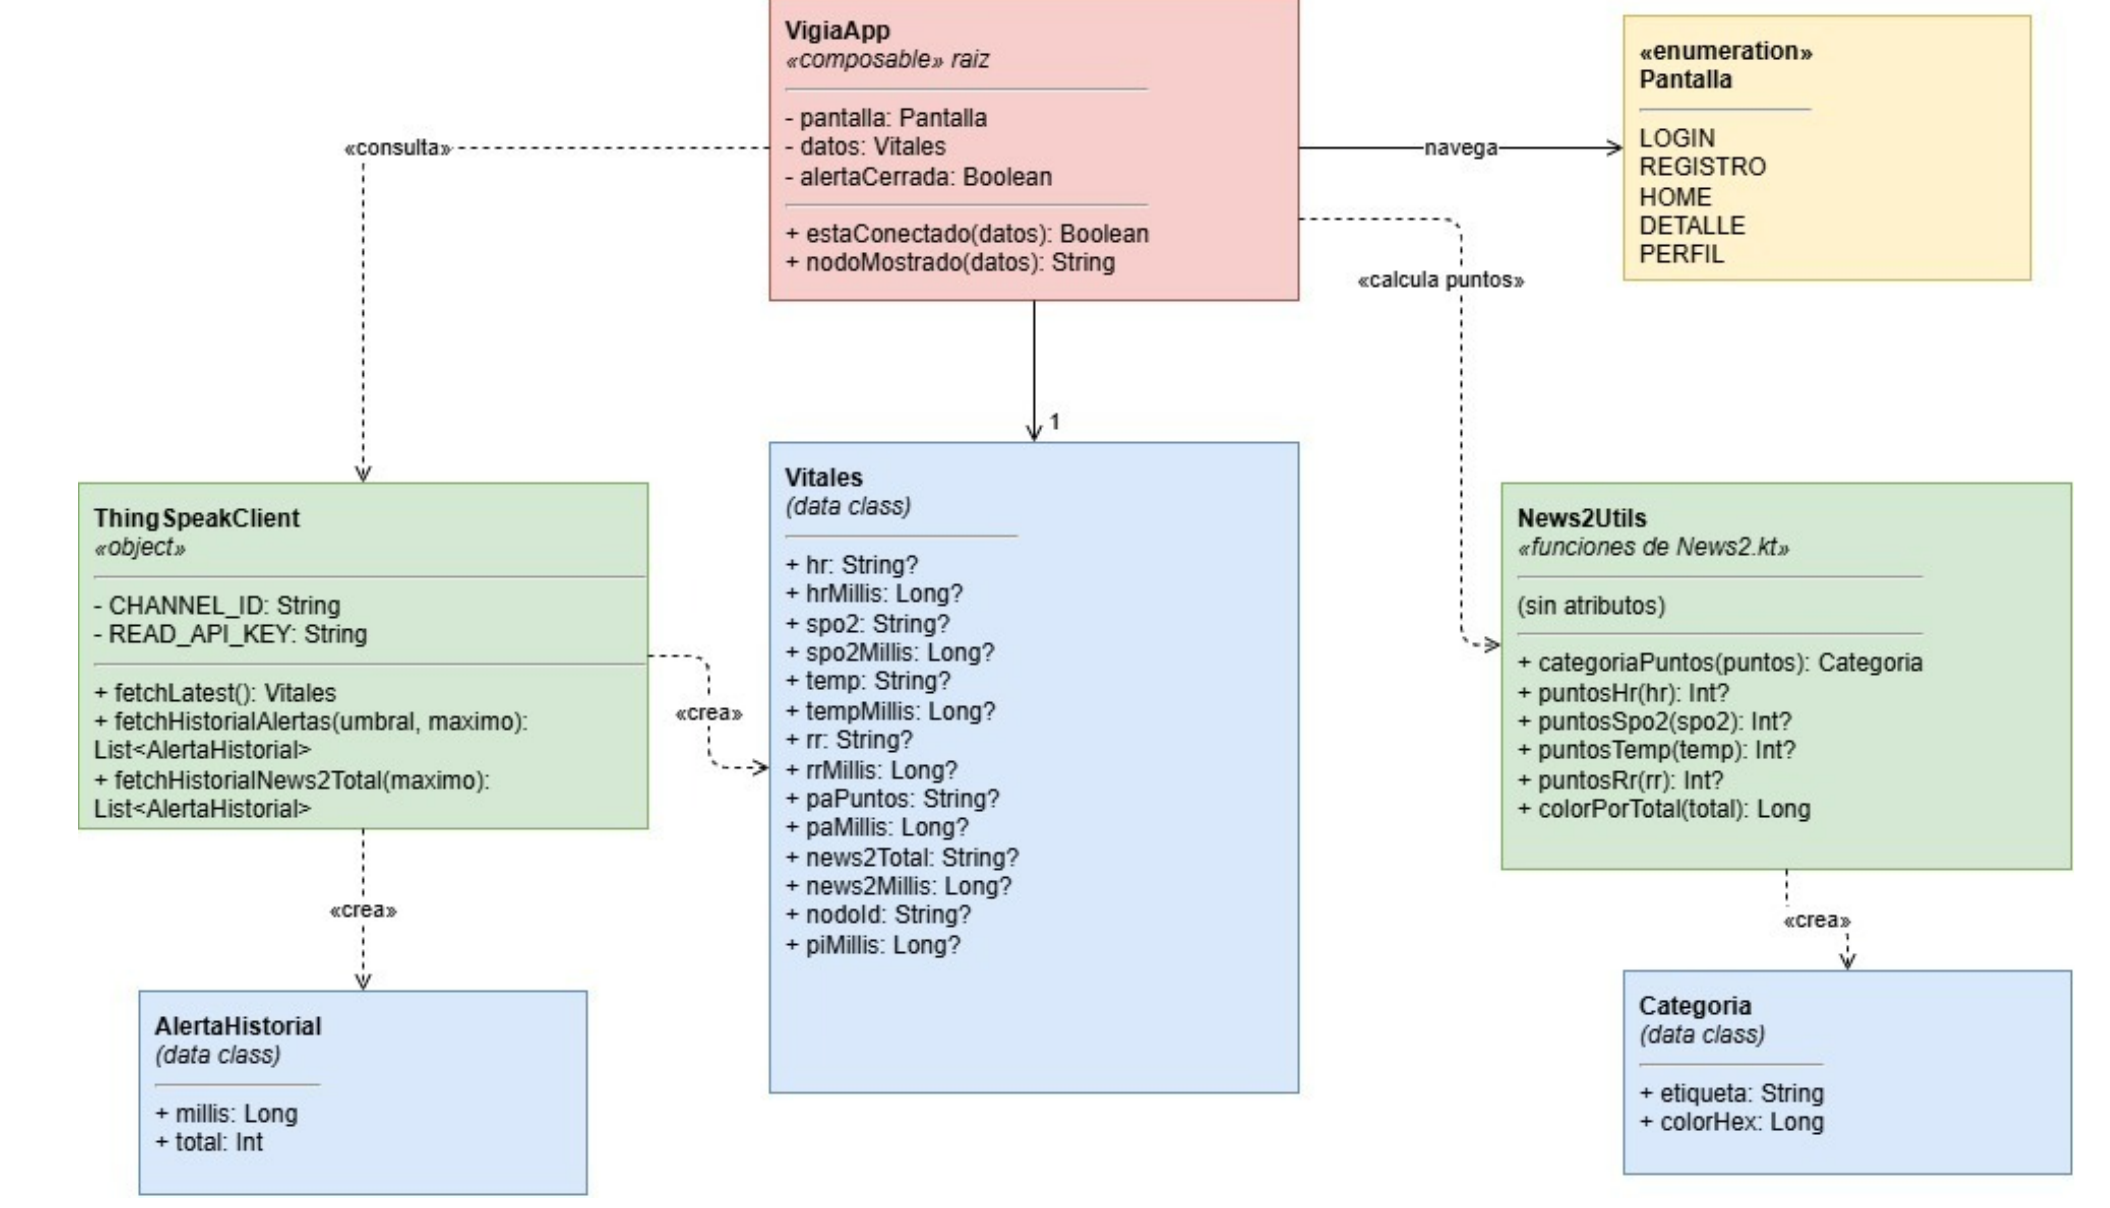 VigiaApp
«composable» raiz
- pantalla: Pantalla
- datos: Vitales
- alertaCerrada: Boolean
+ estaConectado(datos): Boolean
+ nodoMostrado(datos): String
«enumeration»
Pantalla
LOGIN
REGISTRO
HOME
DETALLE
PERFIL
«consulta»
navega
«calcula puntos»
1
ThingSpeakClient
«object»
- CHANNEL_ID: String
- READ_API_KEY: String
+ fetchLatest(): Vitales
+ fetchHistorialAlertas(umbral, maximo):
List<AlertaHistorial>
+ fetchHistorialNews2Total(maximo):
List<AlertaHistorial>
«crea»
Vitales
(data class)
+ hr: String?
+ hrMillis: Long?
+ spo2: String?
+ spo2Millis: Long?
+ temp: String?
+ tempMillis: Long?
+ rr: String?
+ rrMillis: Long?
+ paPuntos: String?
+ paMillis: Long?
+ news2Total: String?
+ news2Millis: Long?
+ nodoId: String?
+ piMillis: Long?
News2Utils
«funciones de News2.kt»
(sin atributos)
+ categoriaPuntos(puntos): Categoria
+ puntosHr(hr): Int?
+ puntosSpo2(spo2): Int?
+ puntosTemp(temp): Int?
+ puntosRr(rr): Int?
+ colorPorTotal(total): Long
«crea»
«crea»
AlertaHistorial
(data class)
+ millis: Long
+ total: Int
Categoria
(data class)
+ etiqueta: String
+ colorHex: Long